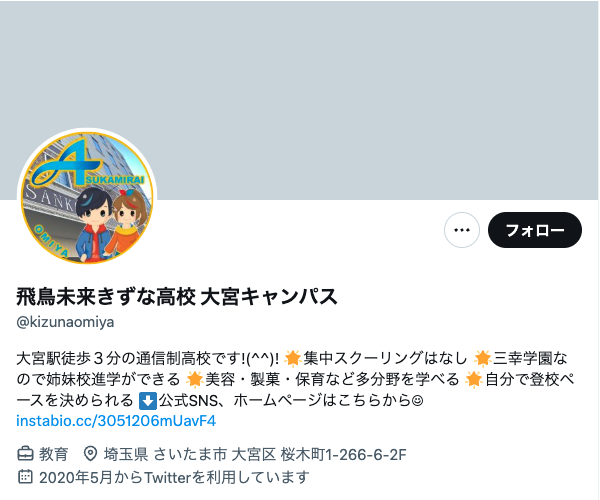 A
SUKAMIRAI
SANK
OMIYA
フォロー
飛鳥未来きずな高校 大宮キャンパス
@kizunaomiya
大宮駅徒歩３分の通信制高校です!(^^)! 🌟集中スクーリングはなし 🌟三幸学園な
ので姉妹校進学ができる 🌟美容・製菓・保育など多分野を学べる 🌟自分で登校ペ
ースを決められる ⬇️公式SNS、ホームページはこちらから☺
instabio.cc/3051206mUavF4
教育 埼玉県 さいたま市 大宮区 桜木町1-266-6-2F
2020年5月からTwitterを利用しています